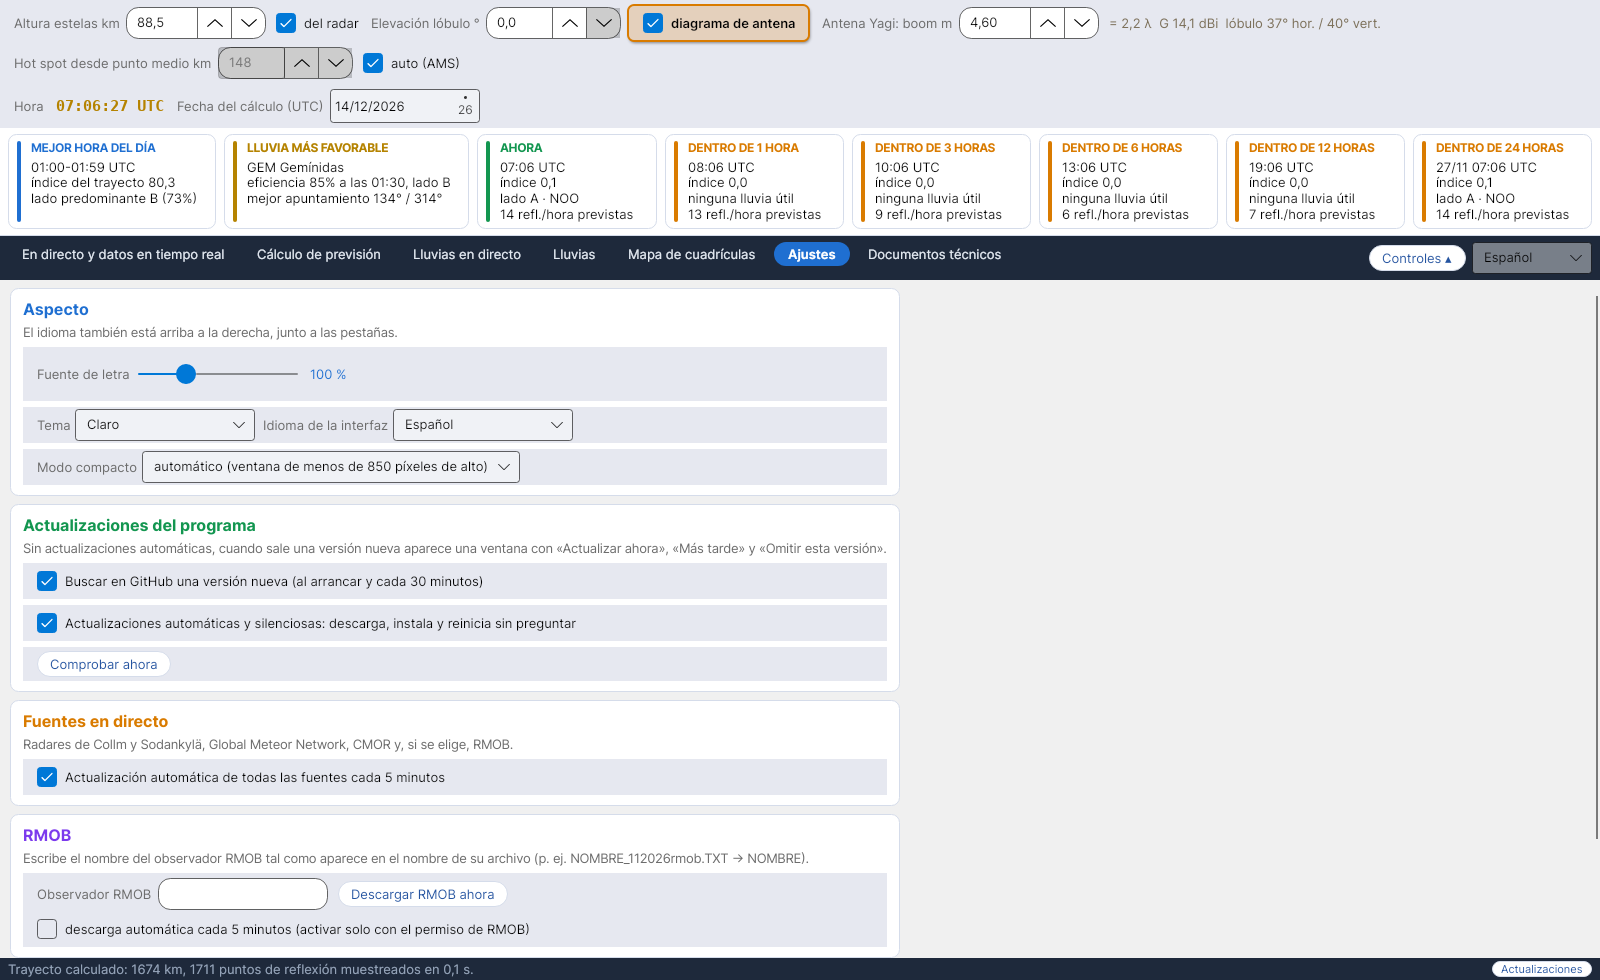 Altura estelas km 88,5 del radar Elevación lóbulo ° 0,0 diagrama de antena Antena Yagi: boom m 4,60 = 2,2 λ G 14,1 dBi lóbulo 37° hor. / 40° vert.
Hot spot desde punto medio km 148 auto (AMS)
Hora 07:06:27 UTC Fecha del cálculo (UTC) 14/12/2026 26
MEJOR HORA DEL DÍA
01:00-01:59 UTC
índice del trayecto 80,3
lado predominante B (73%)
LLUVIA MÁS FAVORABLE
GEM Gemínidas
eficiencia 85% a las 01:30, lado B
mejor apuntamiento 134° / 314°
AHORA
07:06 UTC
índice 0,1
lado A · NOO
14 refl./hora previstas
DENTRO DE 1 HORA
08:06 UTC
índice 0,0
ninguna lluvia útil
13 refl./hora previstas
DENTRO DE 3 HORAS
10:06 UTC
índice 0,0
ninguna lluvia útil
9 refl./hora previstas
DENTRO DE 6 HORAS
13:06 UTC
índice 0,0
ninguna lluvia útil
6 refl./hora previstas
DENTRO DE 12 HORAS
19:06 UTC
índice 0,0
ninguna lluvia útil
7 refl./hora previstas
DENTRO DE 24 HORAS
27/11 07:06 UTC
índice 0,1
lado A · NOO
14 refl./hora previstas
En directo y datos en tiempo real Cálculo de previsión Lluvias en directo Lluvias Mapa de cuadrículas Ajustes Documentos técnicos Controles ▴ Español
Aspecto
El idioma también está arriba a la derecha, junto a las pestañas.
Fuente de letra 100 %
Tema Claro Idioma de la interfaz Español
Modo compacto automático (ventana de menos de 850 píxeles de alto)
Actualizaciones del programa
Sin actualizaciones automáticas, cuando sale una versión nueva aparece una ventana con «Actualizar ahora», «Más tarde» y «Omitir esta versión».
Buscar en GitHub una versión nueva (al arrancar y cada 30 minutos)
Actualizaciones automáticas y silenciosas: descarga, instala y reinicia sin preguntar
Comprobar ahora
Fuentes en directo
Radares de Collm y Sodankylä, Global Meteor Network, CMOR y, si se elige, RMOB.
Actualización automática de todas las fuentes cada 5 minutos
RMOB
Escribe el nombre del observador RMOB tal como aparece en el nombre de su archivo (p. ej. NOMBRE_112026rmob.TXT → NOMBRE).
Observador RMOB Descargar RMOB ahora
descarga automática cada 5 minutos (activar solo con el permiso de RMOB)
Trayecto calculado: 1674 km, 1711 puntos de reflexión muestreados en 0,1 s. Actualizaciones